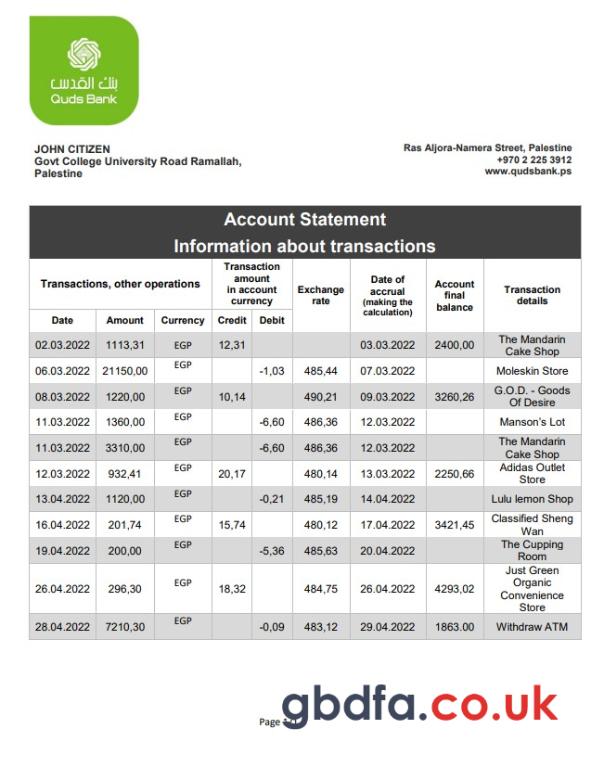 بنك القدس
Quds Bank
JOHN CITIZEN
Govt College University Road Ramallah,
Palestine
Ras Aljora-Namera Street, Palestine
+970 2 225 3912
www.qudsbank.ps
Account Statement
Information about transactions
Transactions, other operations
Transaction
amount
in account
currency
Exchange
rate
Date of
accrual
(making the
calculation)
Account
final
balance
Transaction
details
Date Amount Currency Credit Debit
02.03.2022 1113,31 EGP 12,31 03.03.2022 2400,00 The Mandarin
Cake Shop
06.03.2022 21150,00 EGP -1,03 485,44 07.03.2022 Moleskin Store
08.03.2022 1220,00 EGP 10,14 490,21 09.03.2022 3260,26 G.O.D. - Goods
Of Desire
11.03.2022 1360,00 EGP -6,60 486,36 12.03.2022 Manson's Lot
11.03.2022 3310,00 EGP -6,60 486,36 12.03.2022 The Mandarin
Cake Shop
12.03.2022 932,41 EGP 20,17 480,14 13.03.2022 2250,66 Adidas Outlet
Store
13.04.2022 1120,00 EGP -0,21 485,19 14.04.2022 Lulu lemon Shop
16.04.2022 201,74 EGP 15,74 480,12 17.04.2022 3421,45 Classified Sheng
Wan
19.04.2022 200,00 EGP -5,36 485,63 20.04.2022 The Cupping
Room
26.04.2022 296,30 EGP 18,32 484,75 26.04.2022 4293,02 Just Green
Organic
Convenience
Store
28.04.2022 7210,30 EGP -0,09 483,12 29.04.2022 1863.00 Withdraw ATM
Page
gbdfa.co.uk